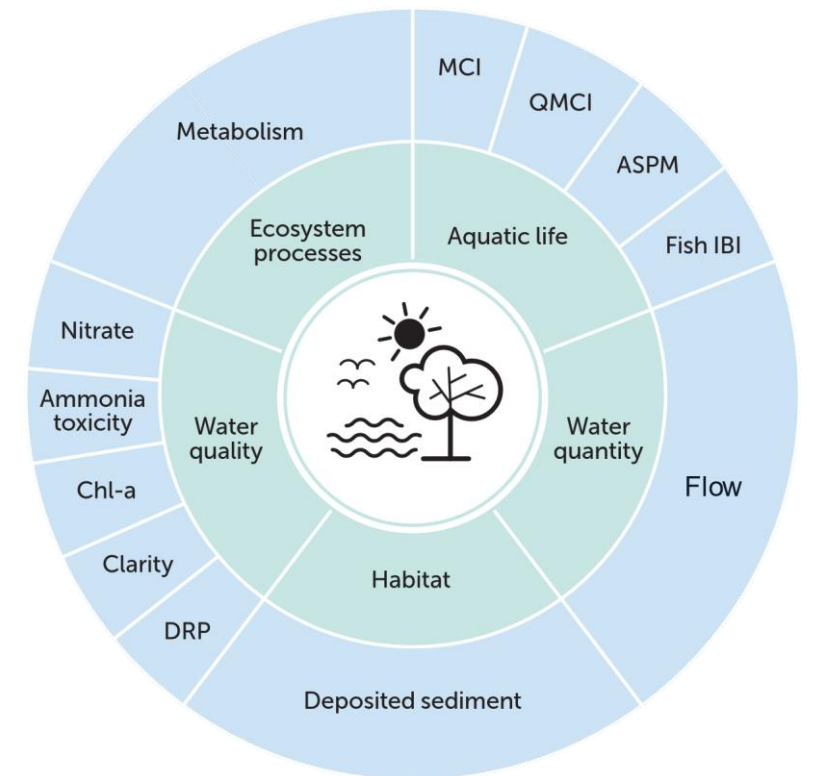 MCI
QMCI
ASPM
Fish IBI
Flow
Deposited sediment
DRP
Clarity
Chl-a
Ammonia
toxicity
Nitrate
Metabolism
Ecosystem
processes
Aquatic life
Water
quantity
Habitat
Water
quality